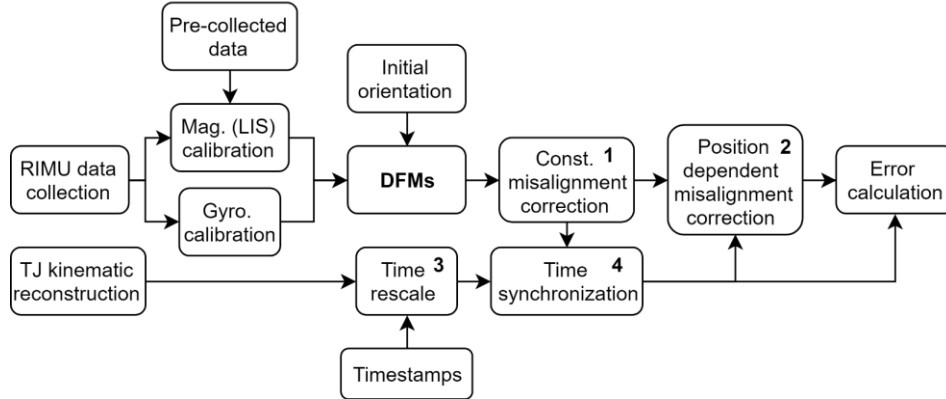 Pre-collected
data
Initial
orientation
Mag. (LIS)
calibration
RIMU data
collection
Gyro.
calibration
DFMs
Const. 1
misalignment
correction
Position 2
dependent
misalignment
correction
Error
calculation
TJ kinematic
reconstruction
Time 3
rescale
Time 4
synchronization
Timestamps